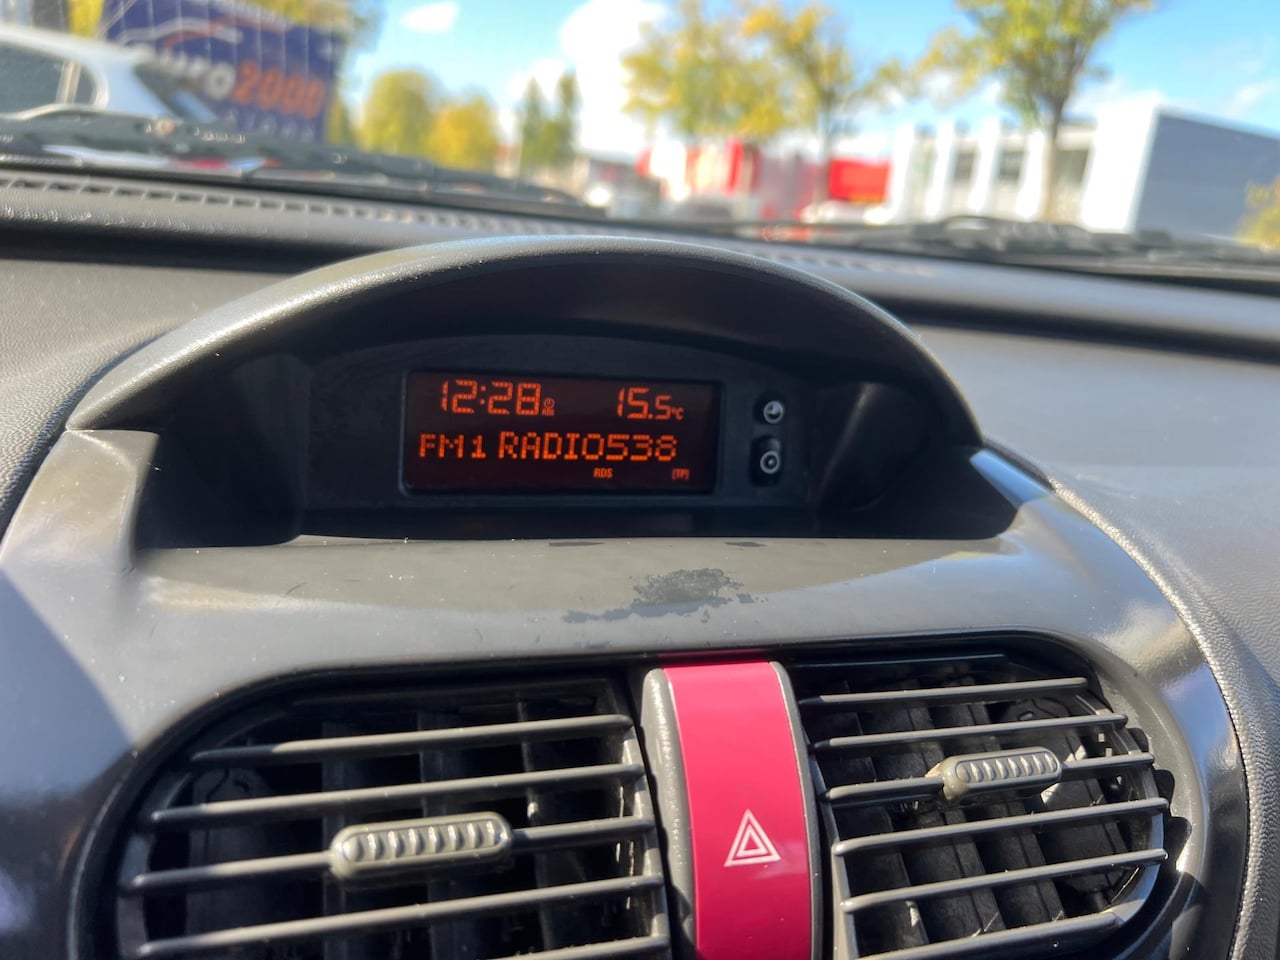 2000
12:28 15.5°C
FM1 RADIO538
RDS [TP]